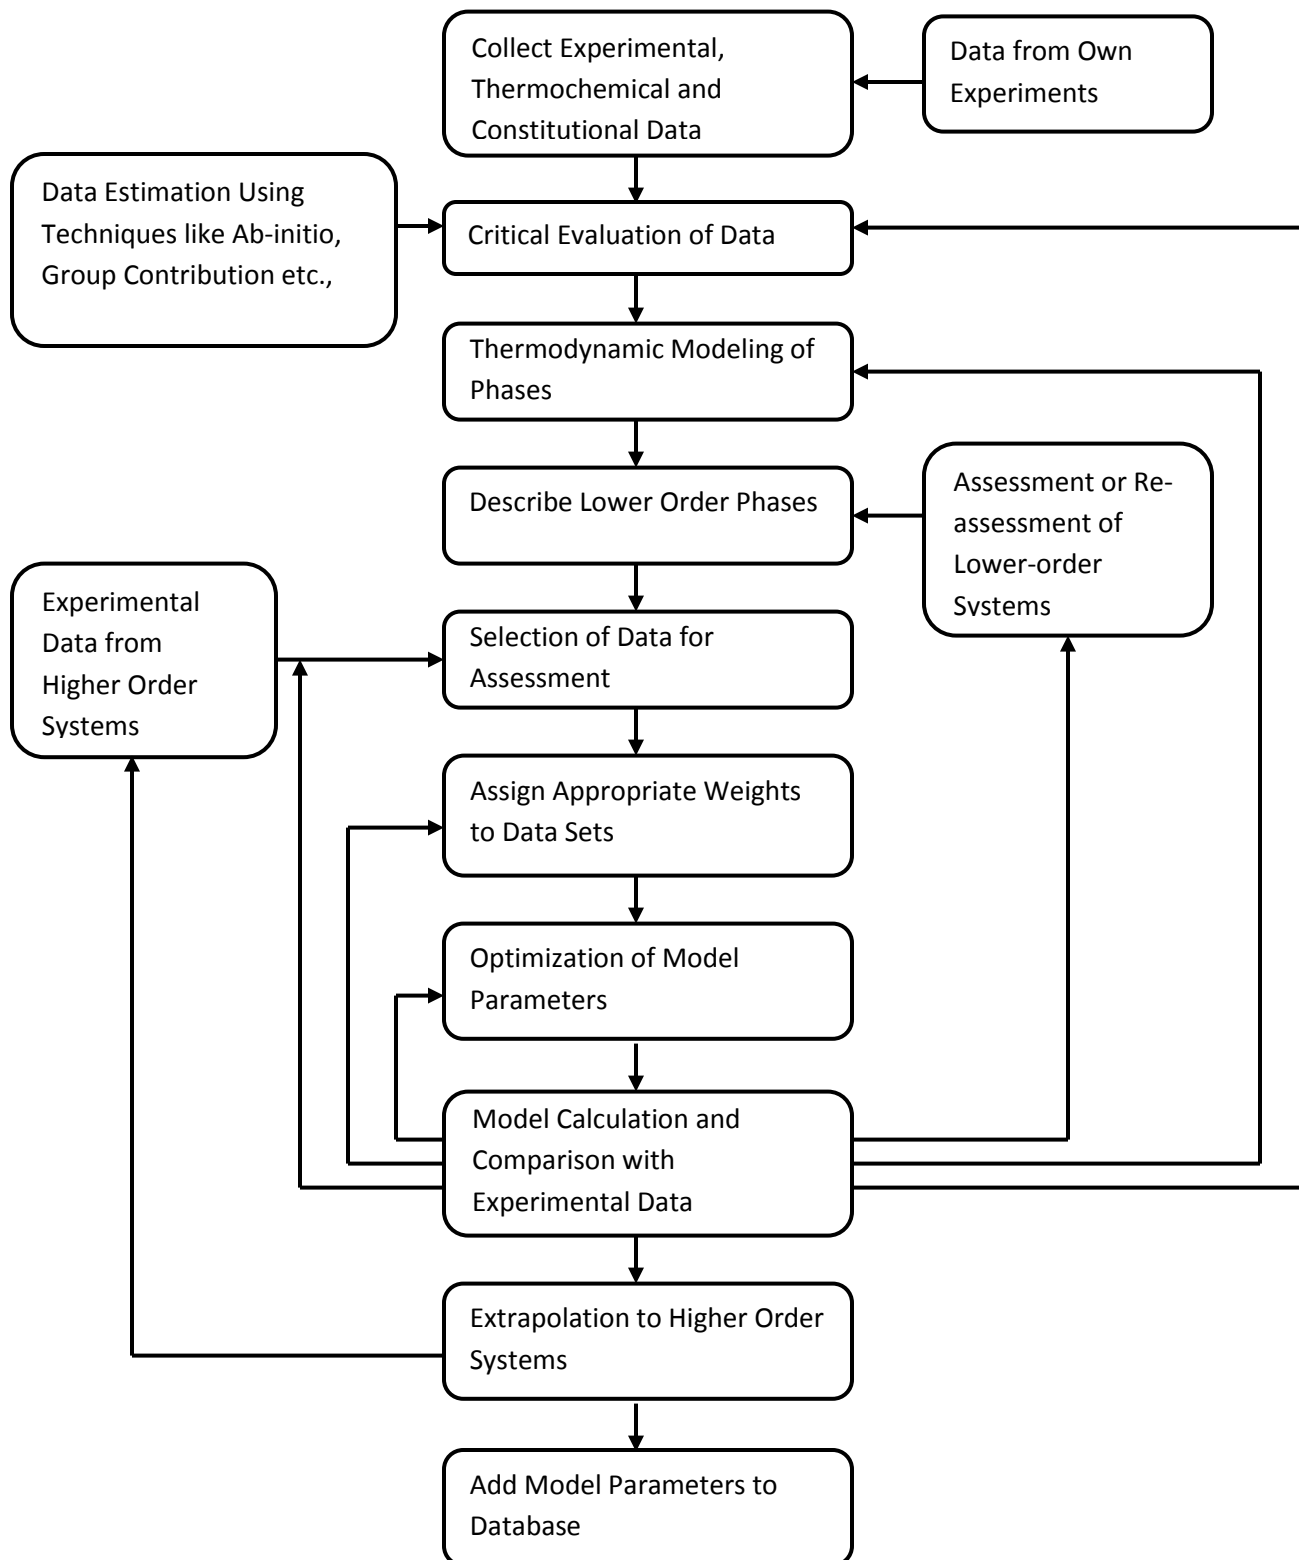 Collect Experimental,
Thermochemical and
Constitutional Data
Data from Own
Experiments
Data Estimation Using
Techniques like Ab-initio,
Group Contribution etc.,
Critical Evaluation of Data
Thermodynamic Modeling of
Phases
Describe Lower Order Phases
Assessment or Re-
assessment of
Lower-order
Systems
Experimental
Data from
Higher Order
Systems
Selection of Data for
Assessment
Assign Appropriate Weights
to Data Sets
Optimization of Model
Parameters
Model Calculation and
Comparison with
Experimental Data
Extrapolation to Higher Order
Systems
Add Model Parameters to
Database